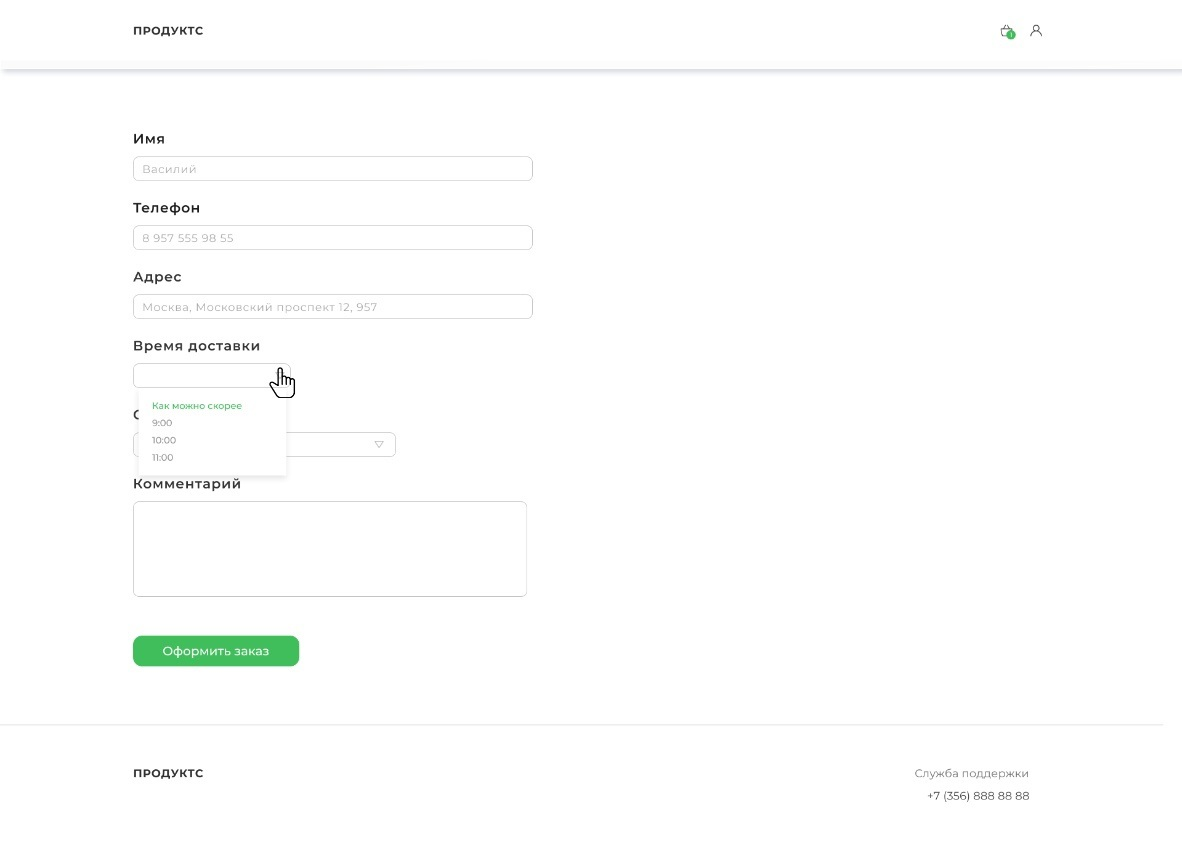 ПРОДУКТС
1
Имя
Василий
Телефон
8 957 555 98 55
Адрес
Москва, Московский проспект 12, 957
Время доставки
Как можно скорее
9:00
10:00
11:00
Комментарий
Оформить заказ
ПРОДУКТС
Служба поддержки
+7 (356) 888 88 88